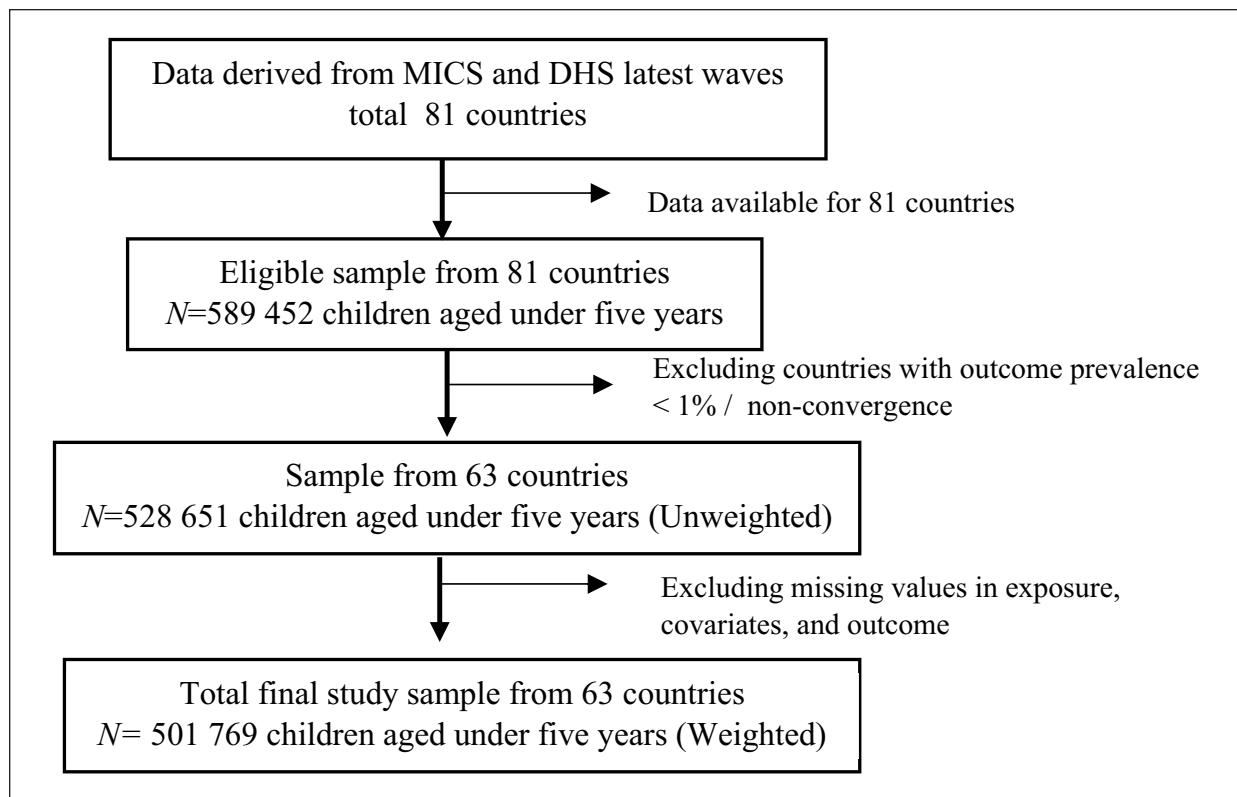 Data derived from MICS and DHS latest waves
total 81 countries
Data available for 81 countries
Eligible sample from 81 countries
N=589 452 children aged under five years
Excluding countries with outcome prevalence
< 1% / non-convergence
Sample from 63 countries
N=528 651 children aged under five years (Unweighted)
Excluding missing values in exposure,
covariates, and outcome
Total final study sample from 63 countries
N= 501 769 children aged under five years (Weighted)